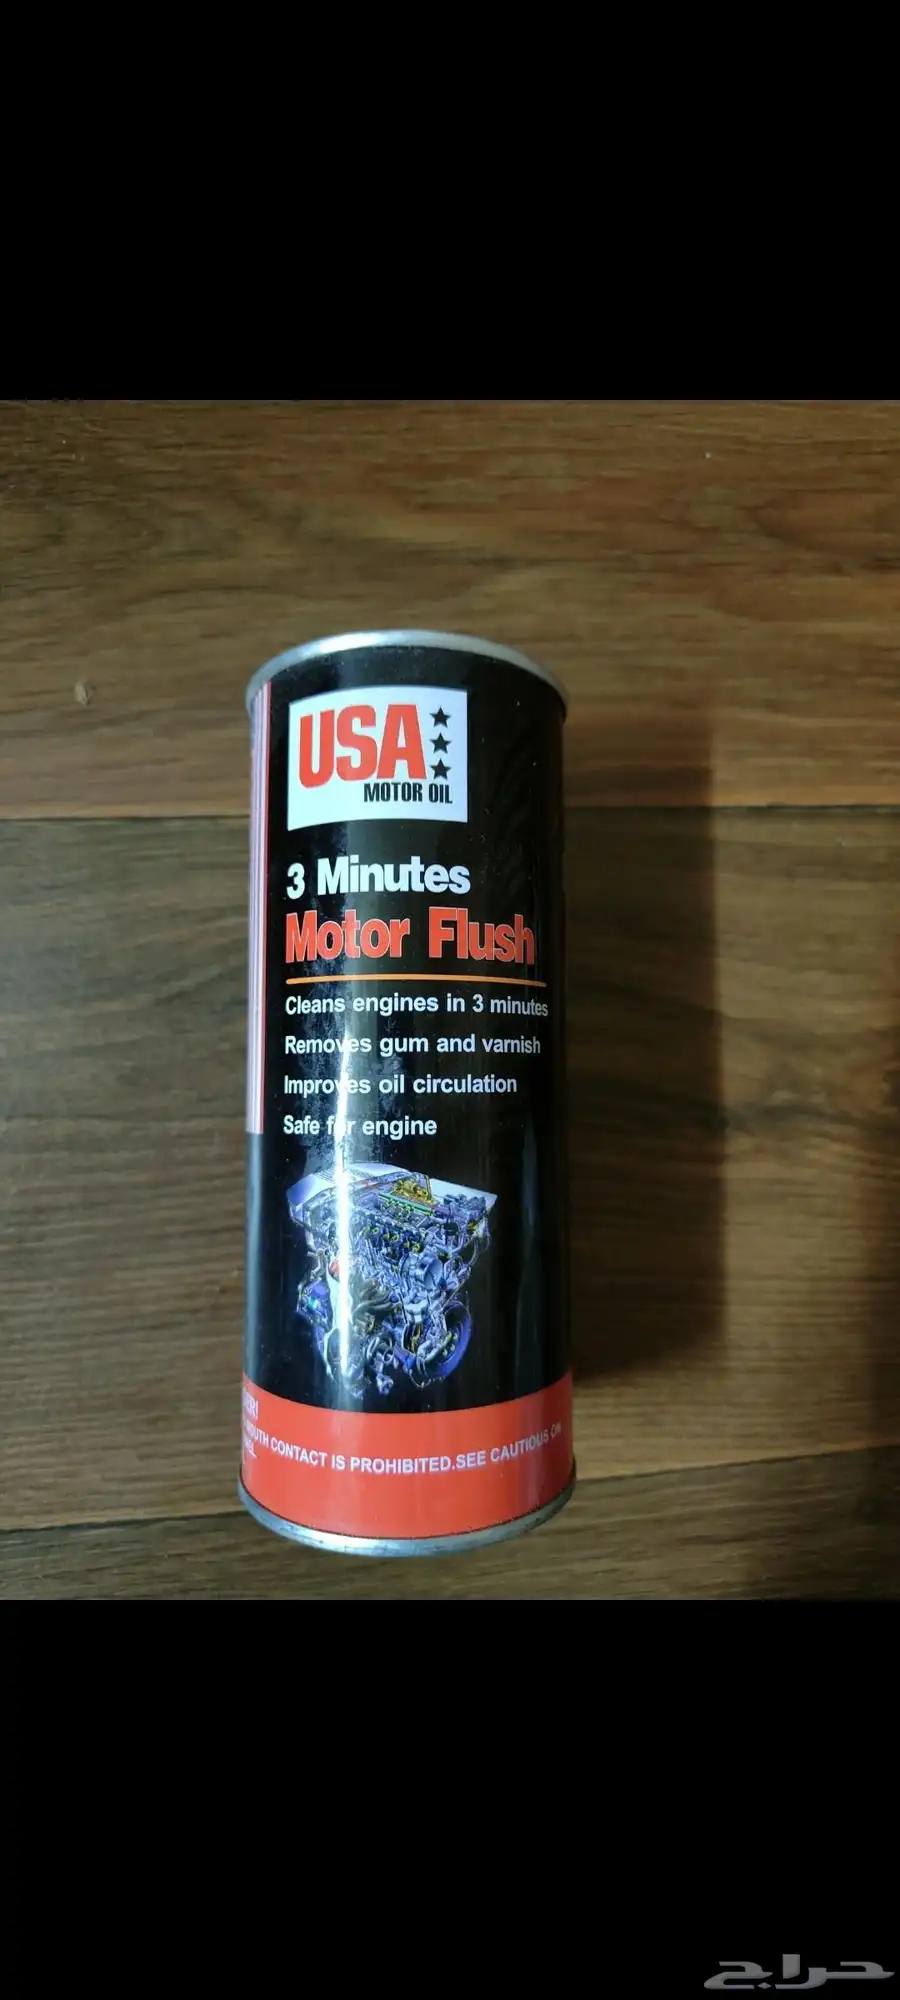 USA
MOTOR OIL
3 Minutes
Motor Flush
Cleans engines in 3 minutes
Removes gum and varnish
Improves oil circulation
Safe for engine
CONTACT IS PROHIBITED.SEE CAUTIOUS ON
حراج